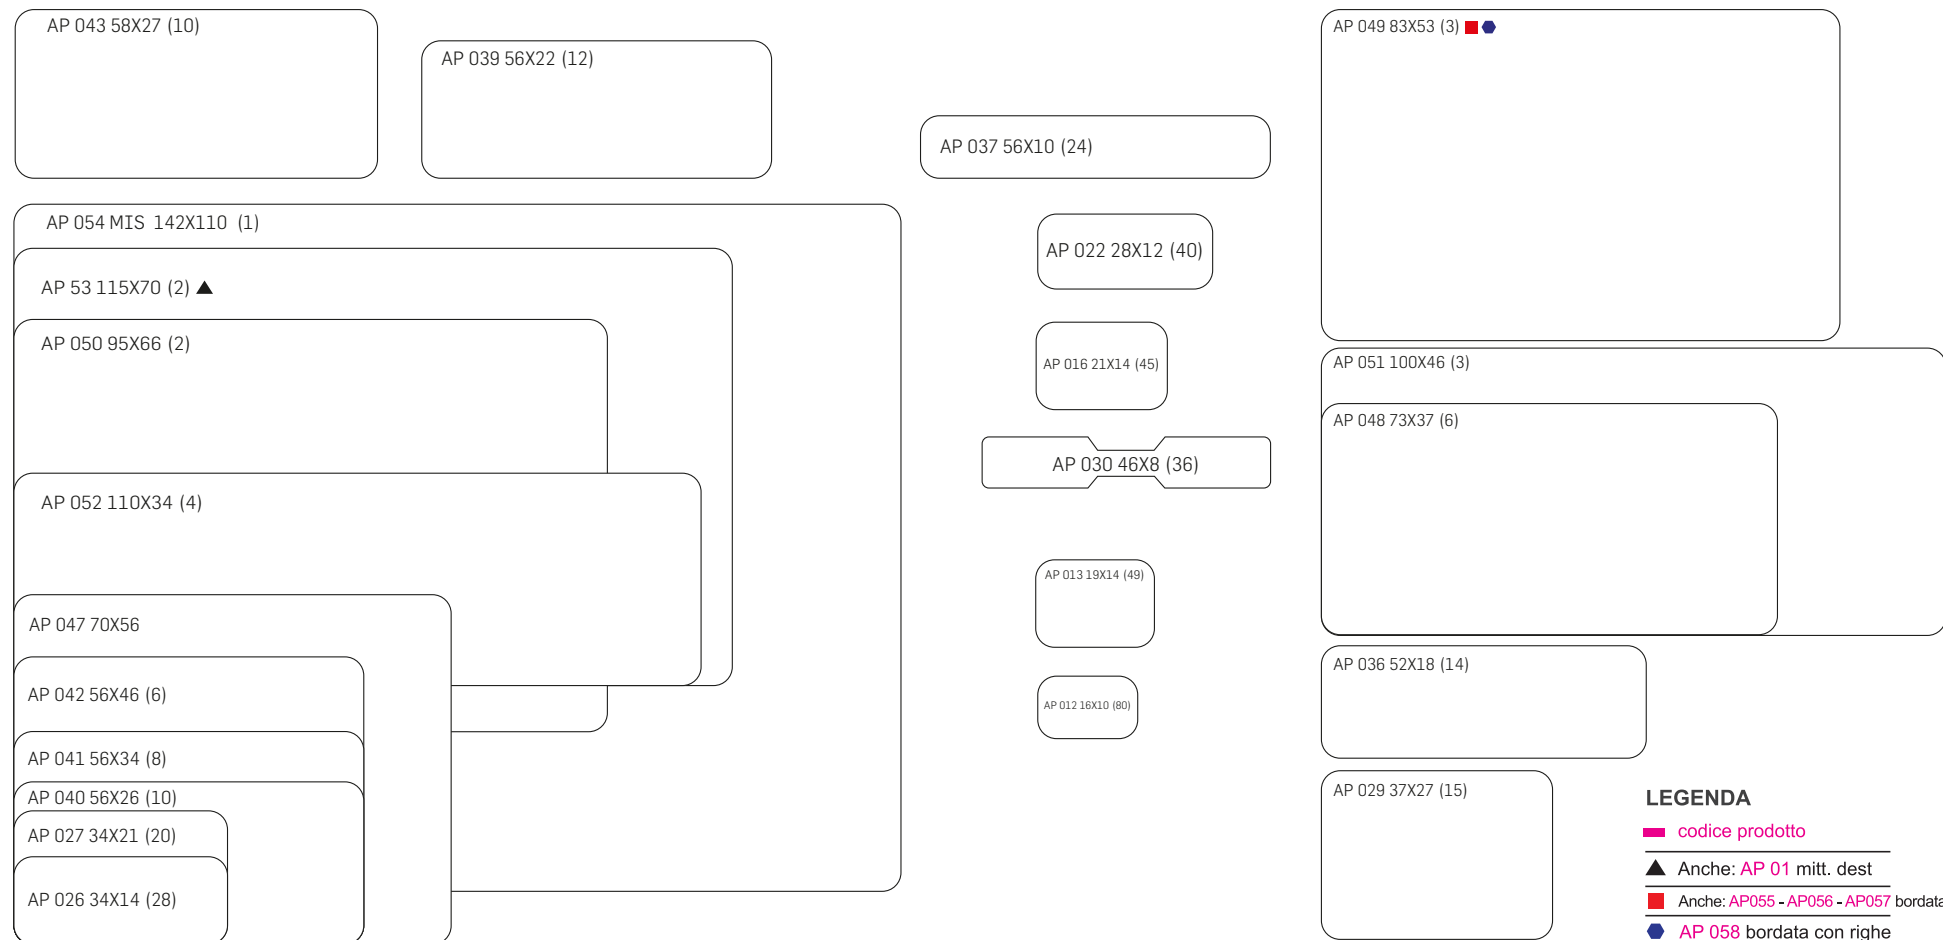 AP 043 58X27 (10)
AP 039 56X22 (12)
AP 037 56X10 (24)
AP 054 MIS 142X110 (1)
AP 53 115X70 (2)
AP 050 95X66 (2)
AP 052 110X34 (4)
AP 047 70X56
AP 042 56X46 (6)
AP 041 56X34 (8)
AP 040 56X26 (10)
AP 027 34X21 (20)
AP 026 34X14 (28)
AP 022 28X12 (40)
AP 016 21X14 (45)
AP 030 46X8 (36)
AP 013 19X14 (49)
AP 012 16X10 (80)
AP 049 83X53 (3)
AP 051 100X46 (3)
AP 048 73X37 (6)
AP 036 52X18 (14)
AP 029 37X27 (15)
LEGENDA
codice prodotto
Anche: AP 01 mitt. dest
Anche: AP055 - AP056 - AP057 bordata
AP 058 bordata con righe